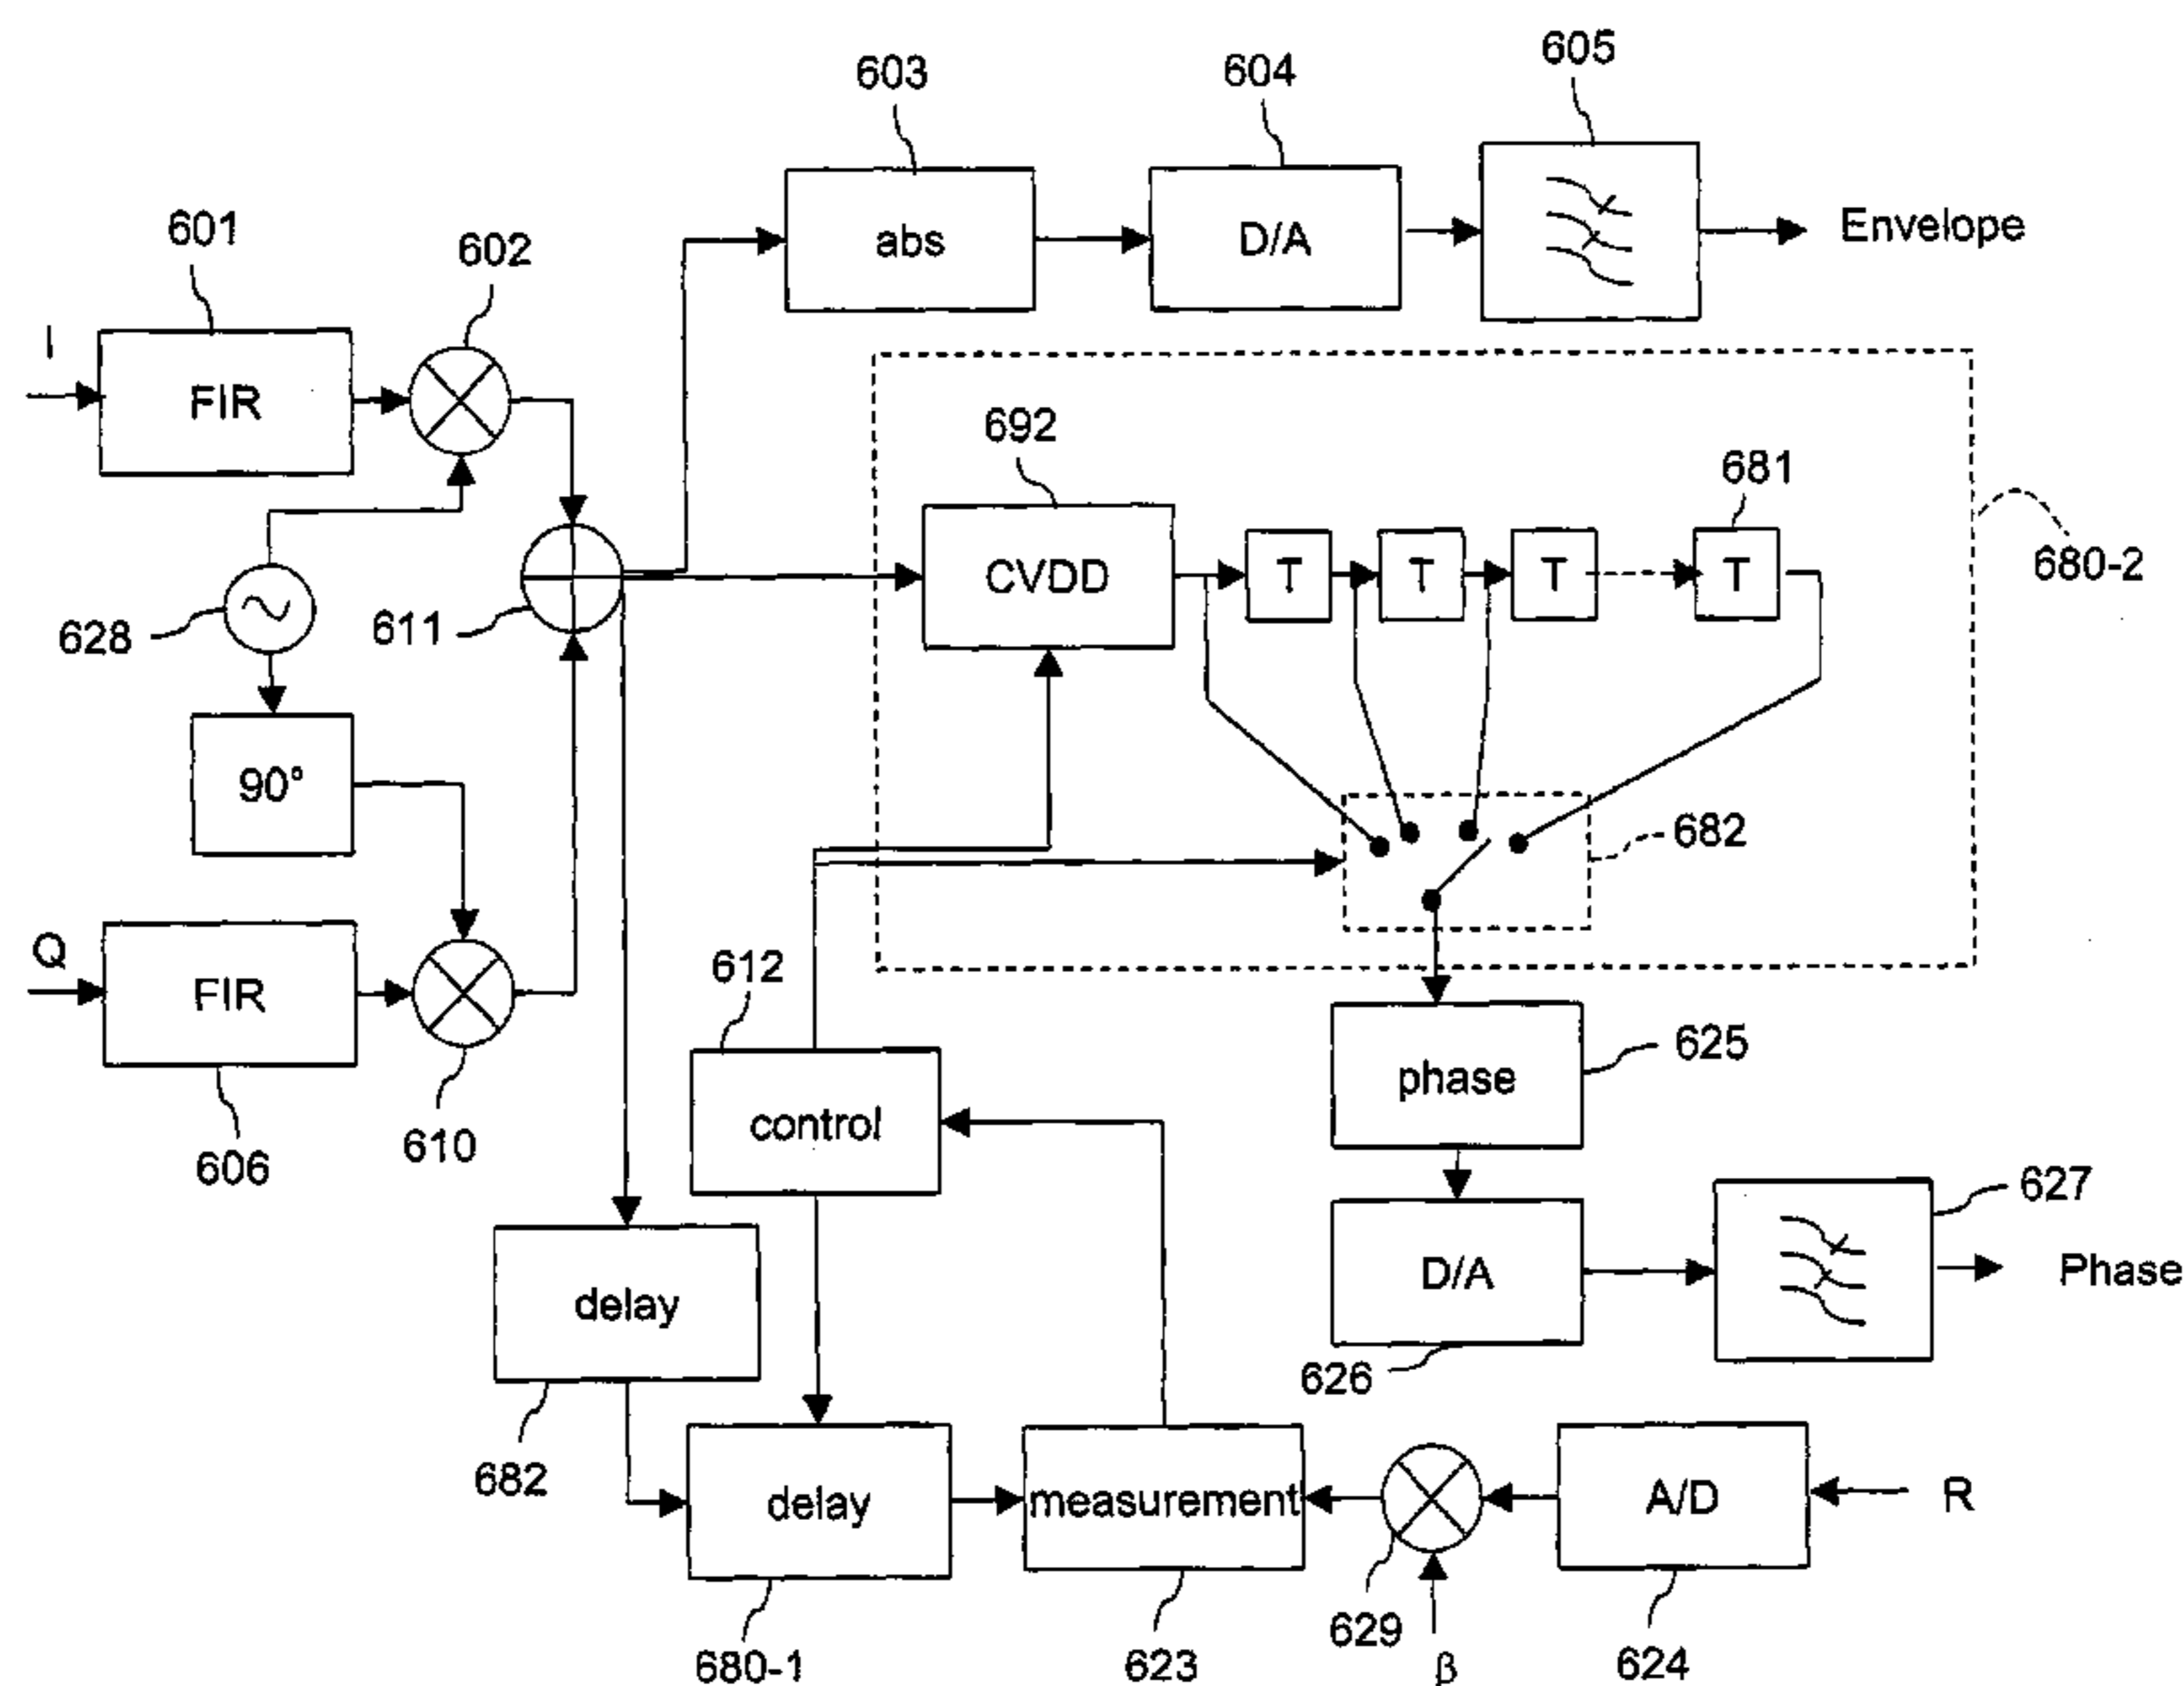 605
603
604
abs
D/A
Envelope
601
602
I
FIR
692
681
CVDD
T
T
T
T
680-2
628
611
90°
682
Q
FIR
612
610
606
control
phase
625
627
delay
D/A
Phase
626
682
delay
measurement
A/D
R
680-1
623
629
β
624